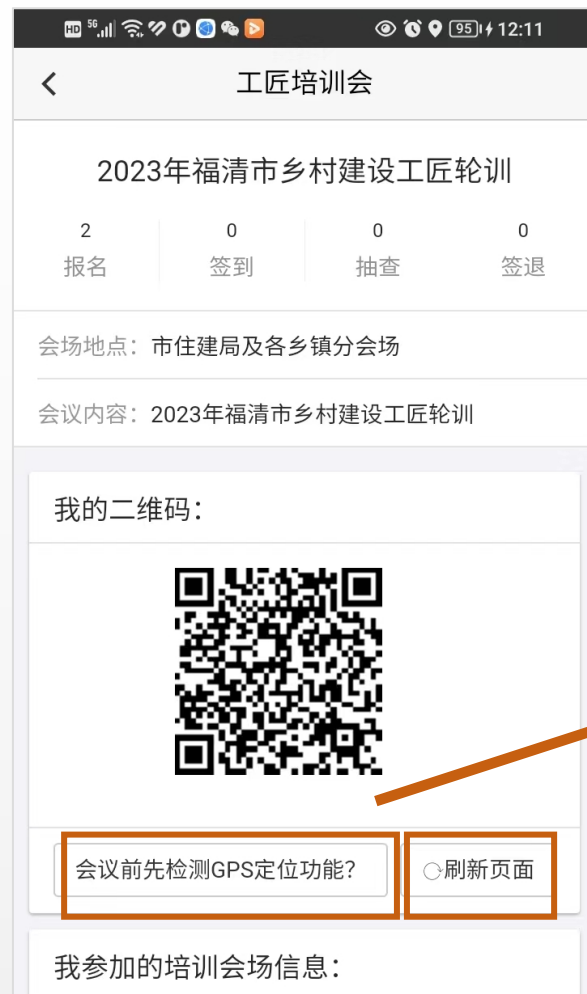 HD 5G 95 12:11
工匠培训会
2023年福清市乡村建设工匠轮训
2 0 0 0
报名 签到 抽查 签退
会场地点：市住建局及各乡镇分会场
会议内容：2023年福清市乡村建设工匠轮训
我的二维码：
会议前先检测GPS定位功能？ 刷新页面
我参加的培训会场信息：